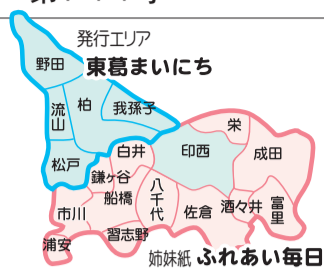 発行エリア
東葛まいにち
野田
柏
我孫子
流山
松戸
栄
白井
印西
成田
鎌ヶ谷
船橋
八千代
市川
佐倉
酒々井
富里
習志野
浦安
姉妹紙 ふれあい毎日